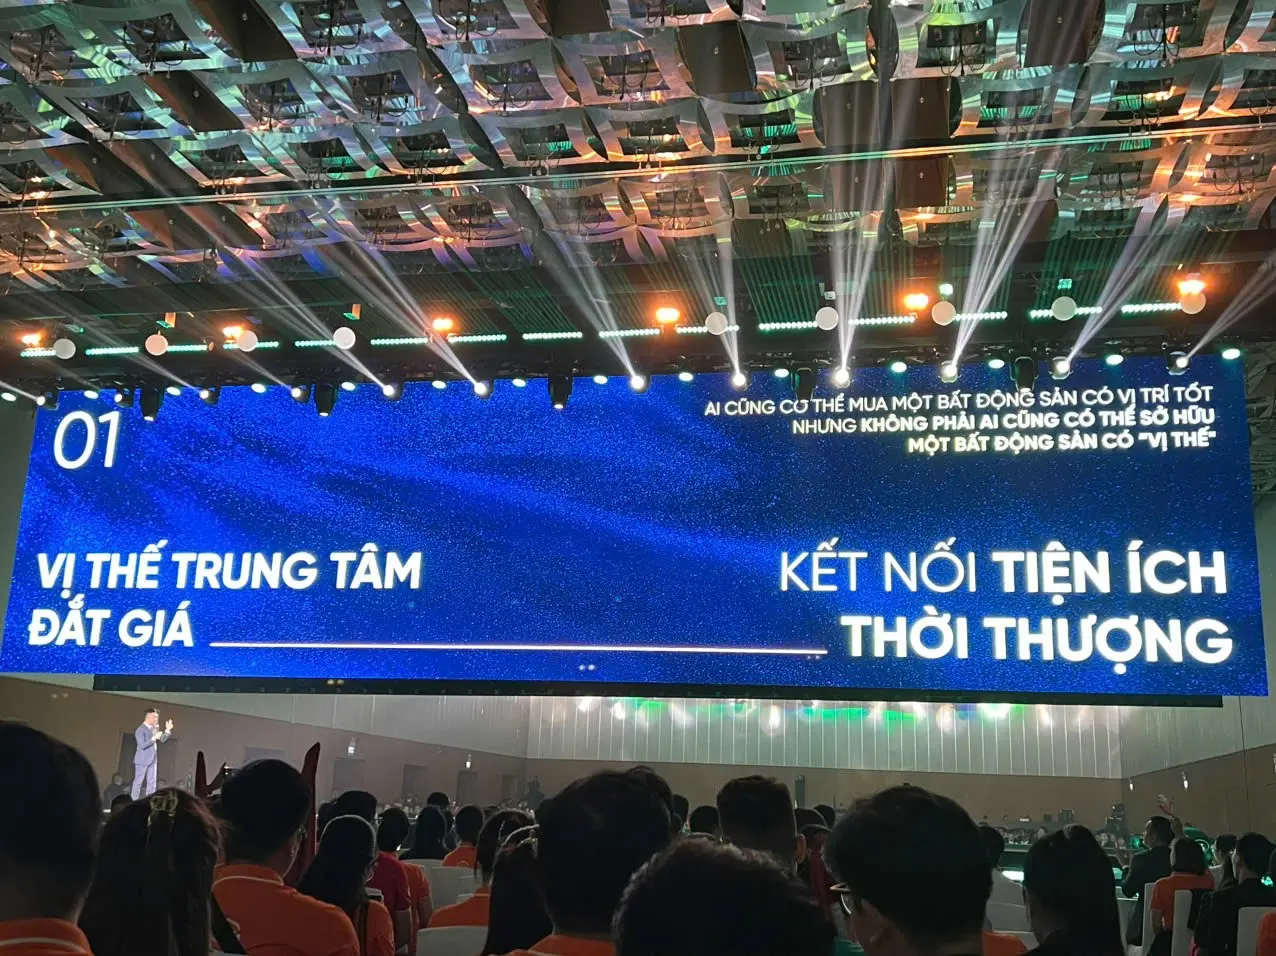 01
AI CŨNG CÓ THỂ MUA MỘT BẤT ĐỘNG SẢN CÓ VỊ TRÍ TỐT
NHƯNG KHÔNG PHẢI AI CŨNG CÓ THỂ SỞ HỮU
MỘT BẤT ĐỘNG SẢN CÓ "VỊ THẾ"
VỊ THẾ TRUNG TÂM
ĐẮT GIÁ
KẾT NỐI TIỆN ÍCH
THỜI THƯỢNG